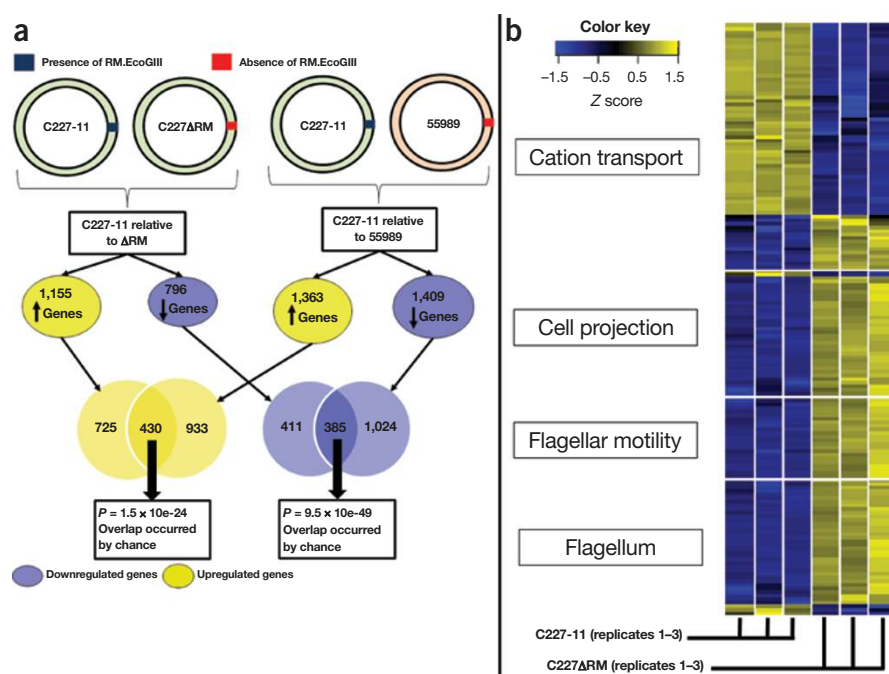 a
Presence of RM.EcoGIII
Absence of RM.EcoGIII
C227-11
C227ΔRM
C227-11
55989
C227-11 relative
to ΔRM
C227-11 relative
to 55989
1,155
↑ Genes
796
↓ Genes
1,363
↑ Genes
1,409
↓ Genes
725
430
933
411
385
1,024
P = 1.5 × 10e-24
Overlap occurred
by chance
P = 9.5 × 10e-49
Overlap occurred
by chance
Downregulated genes
Upregulated genes
b
Color key
–1.5
–0.5
0.5
1.5
Z score
Cation transport
Cell projection
Flagellar motility
Flagellum
C227-11 (replicates 1–3)
C227ΔRM (replicates 1–3)